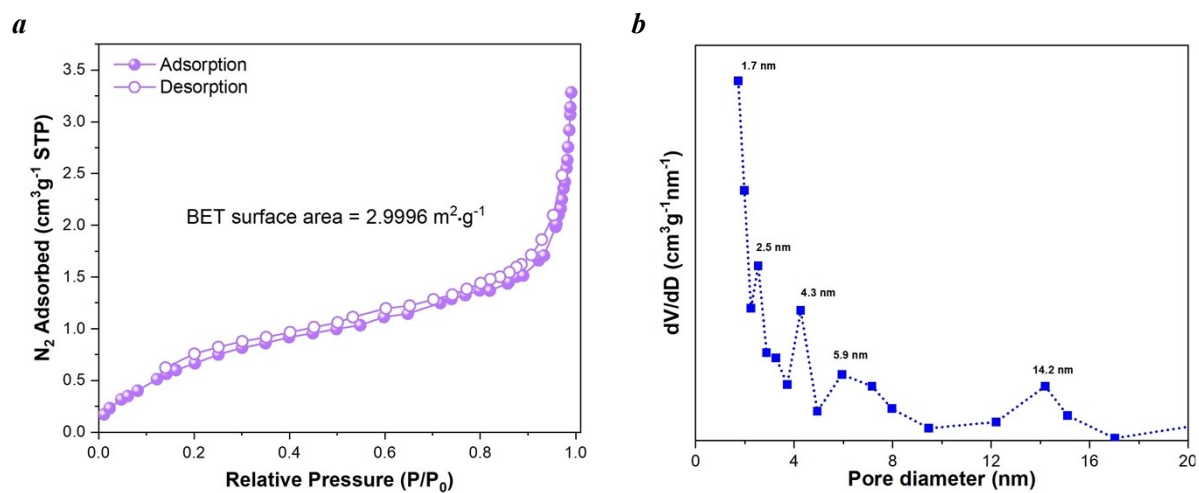 a
3.5
3.0
2.5
2.0
1.5
1.0
0.5
0.0
N₂ Adsorbed (cm³g⁻¹ STP)
Adsorption
Desorption
BET surface area = 2.9996 m²·g⁻¹
0.0 0.2 0.4 0.6 0.8 1.0
Relative Pressure (P/P₀)
b
dV/dD (cm³g⁻¹nm⁻¹)
1.7 nm
2.5 nm
4.3 nm
5.9 nm
14.2 nm
0 4 8 12 16 20
Pore diameter (nm)